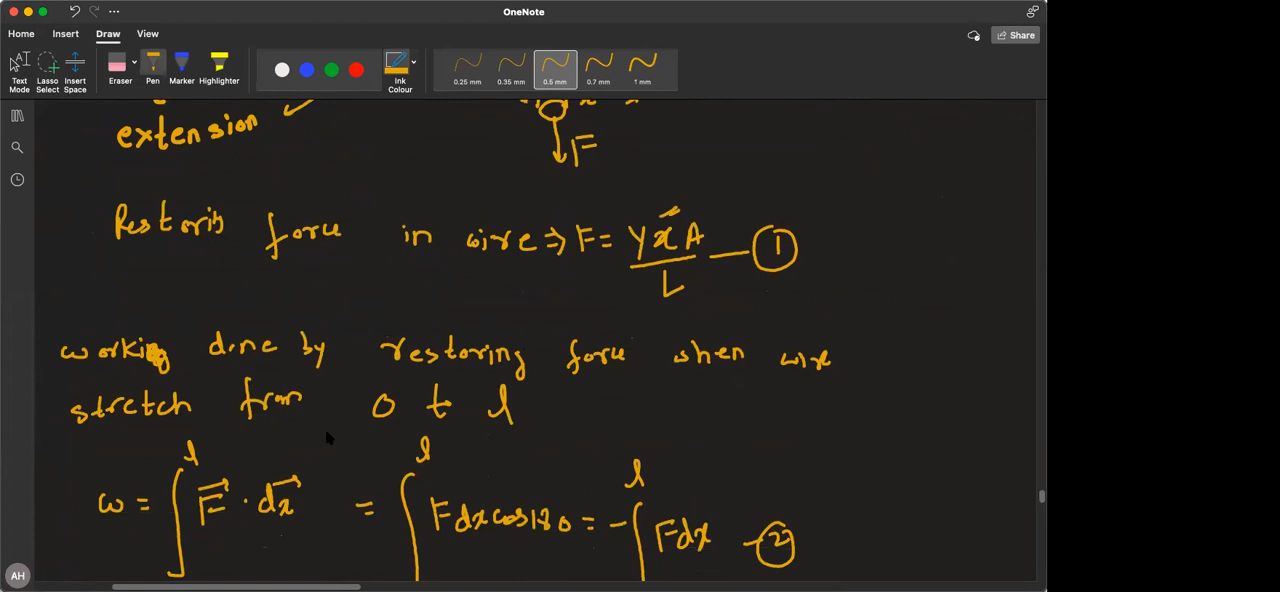 OneNote
Home Insert Draw View
Share
Text Mode
Lasso Select
Insert Space
Eraser
Pen
Marker
Highlighter
Ink Colour
0.25 mm
0.35 mm
0.5 mm
0.7 mm
1 mm
extension
F
Restoring force in wire ⇒ F = YxA/L — ①
working done by restoring force when wire
stretch from 0 to l
w = ∫^l F⃗ · dx⃗ = ∫^l F dx cos180 = -∫^l Fdx — ②
AH